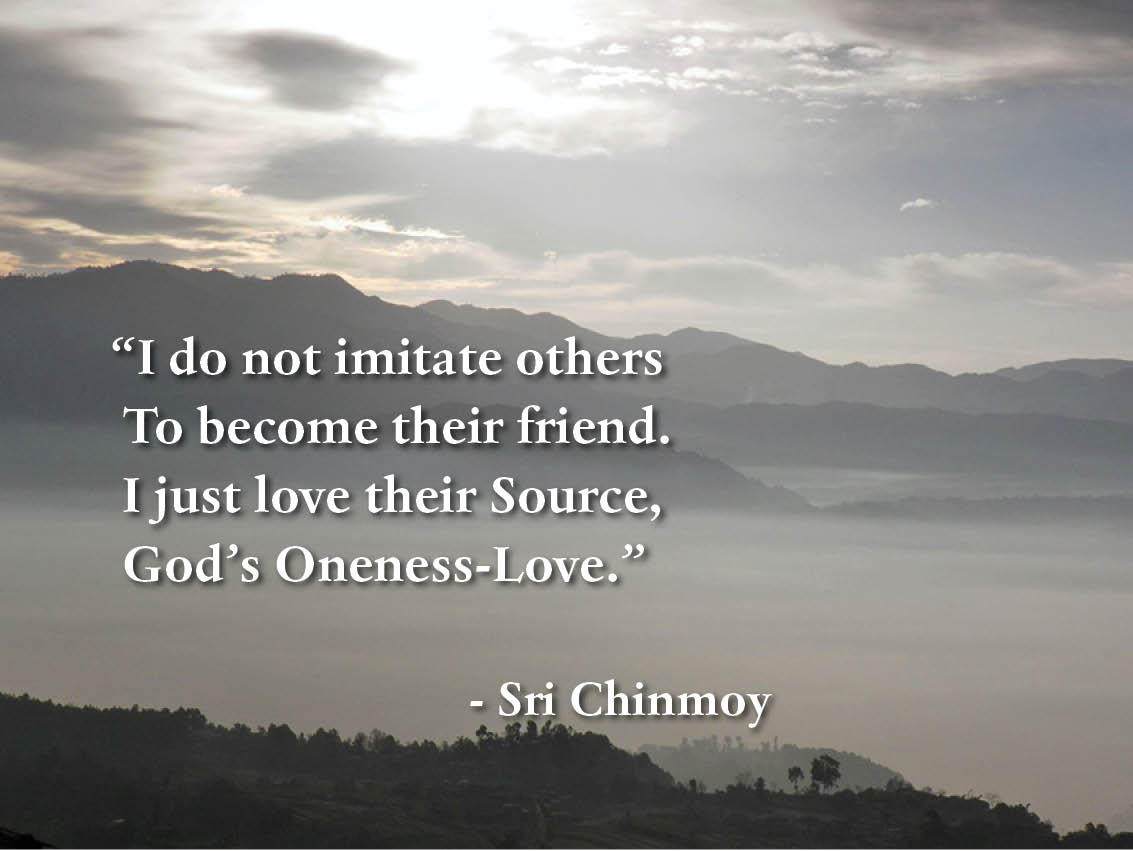 “I do not imitate others
To become their friend.
I just love their Source,
God’s Oneness-Love.”
- Sri Chinmoy